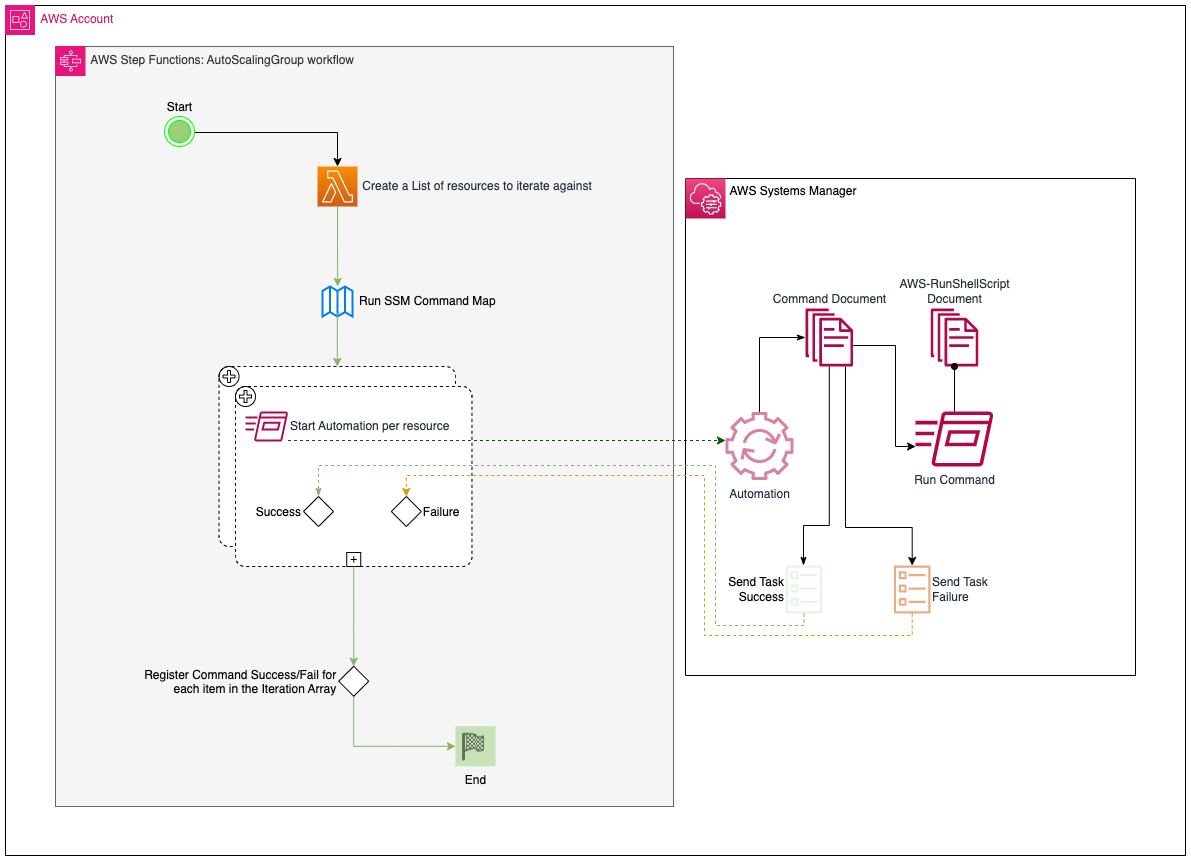 AWS Account
AWS Step Functions: AutoScalingGroup workflow
Start
Create a List of resources to iterate against
Run SSM Command Map
Start Automation per resource
Success
Failure
Register Command Success/Fail for
each item in the Iteration Array
End
AWS Systems Manager
Command Document
AWS-RunShellScript
Document
Automation
Run Command
Send Task
Success
Send Task
Failure